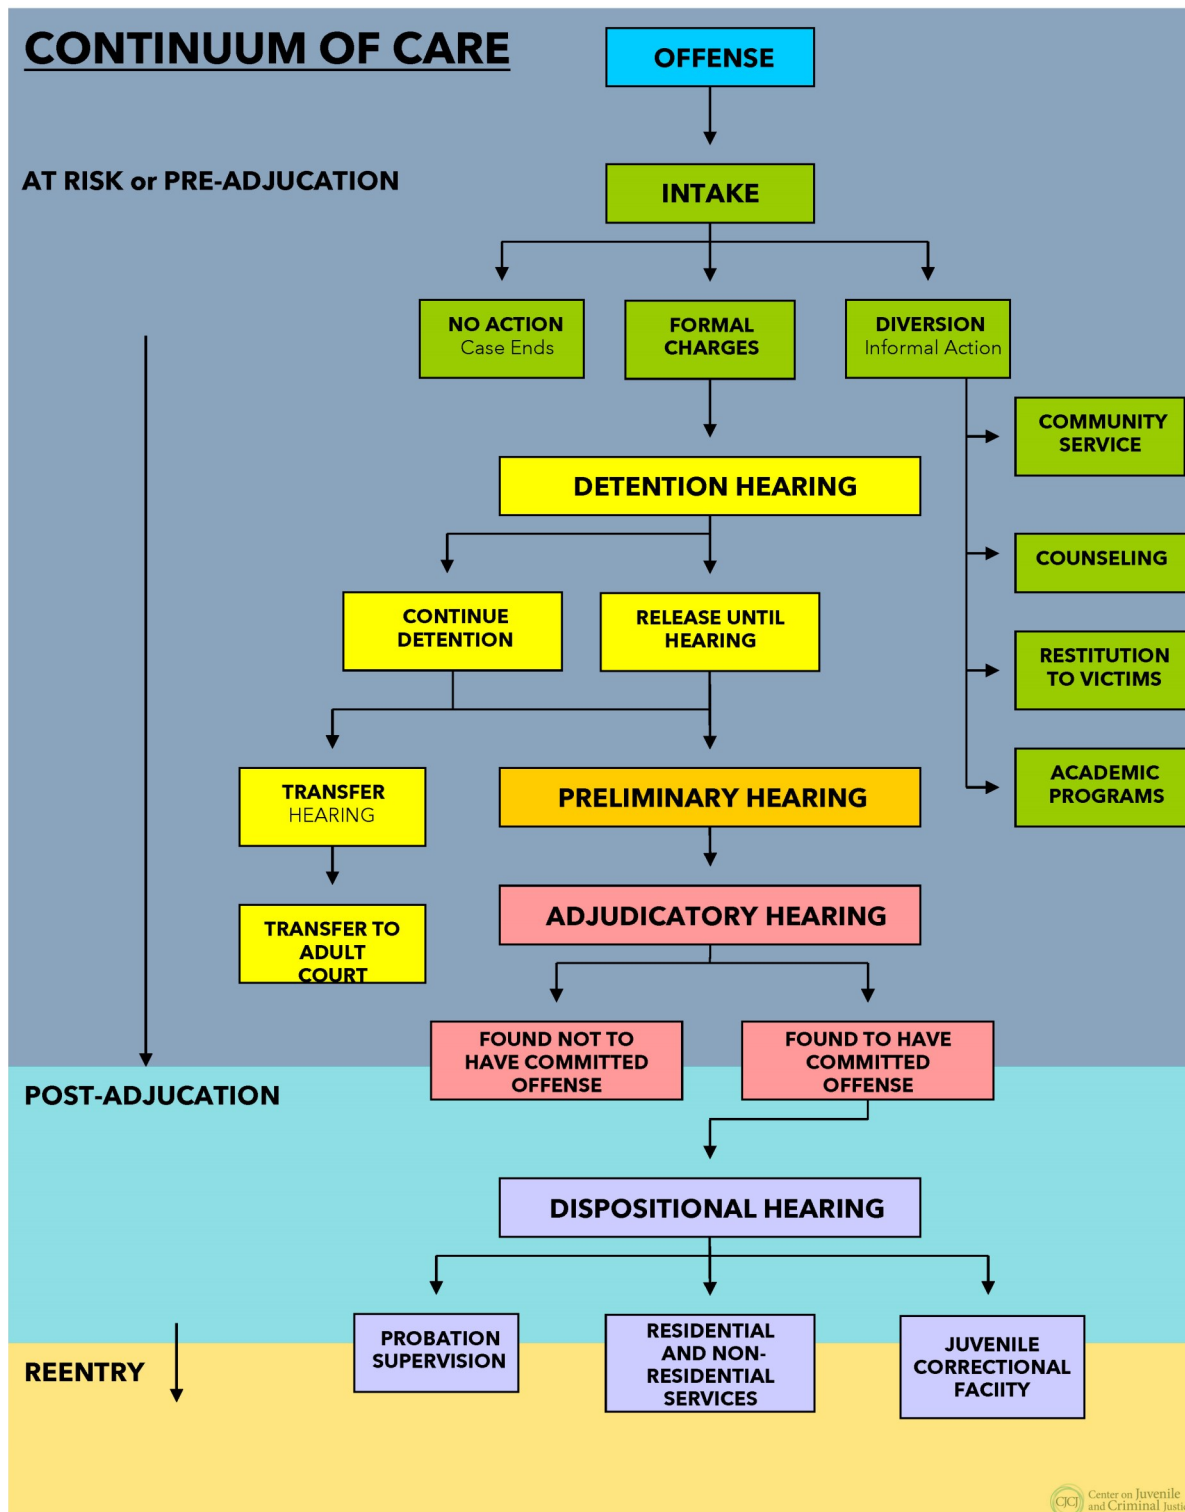 CONTINUUM OF CARE
OFFENSE
AT RISK or PRE-ADJUCATION
INTAKE
NO ACTION
Case Ends
FORMAL
CHARGES
DIVERSION
Informal Action
COMMUNITY
SERVICE
DETENTION HEARING
COUNSELING
CONTINUE
DETENTION
RELEASE UNTIL
HEARING
RESTITUTION
TO VICTIMS
TRANSFER
HEARING
PRELIMINARY HEARING
ACADEMIC
PROGRAMS
ADJUDICATORY HEARING
TRANSFER TO
ADULT
COURT
FOUND NOT TO
HAVE COMMITTED
OFFENSE
FOUND TO HAVE
COMMITTED
OFFENSE
POST-ADJUCATION
DISPOSITIONAL HEARING
PROBATION
SUPERVISION
RESIDENTIAL
AND NON-
RESIDENTIAL
SERVICES
JUVENILE
CORRECTIONAL
FACIITY
REENTRY
CJCJ
Center on Juvenile
and Criminal Justic